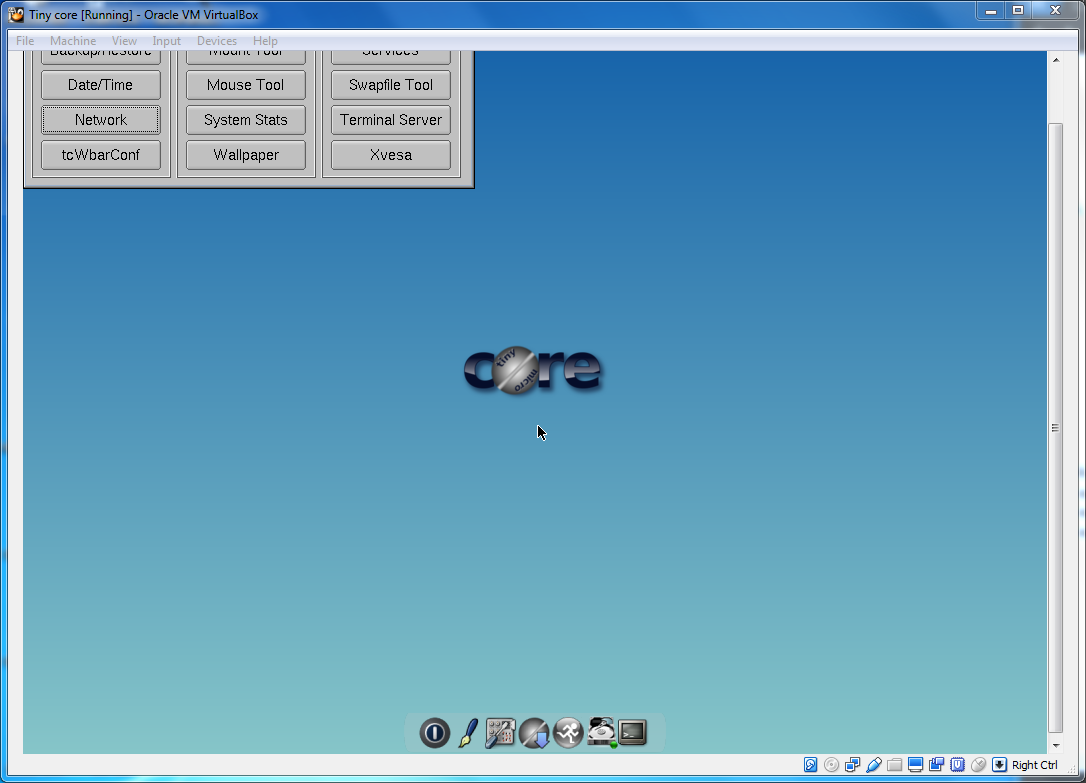 Tiny core [Running] - Oracle VM VirtualBox
File Machine View Input Devices Help
Backup/Restore Mount Tool Services
Date/Time Mouse Tool Swapfile Tool
Network System Stats Terminal Server
tcWbarConf Wallpaper Xvesa
core
tiny
micro
Right Ctrl